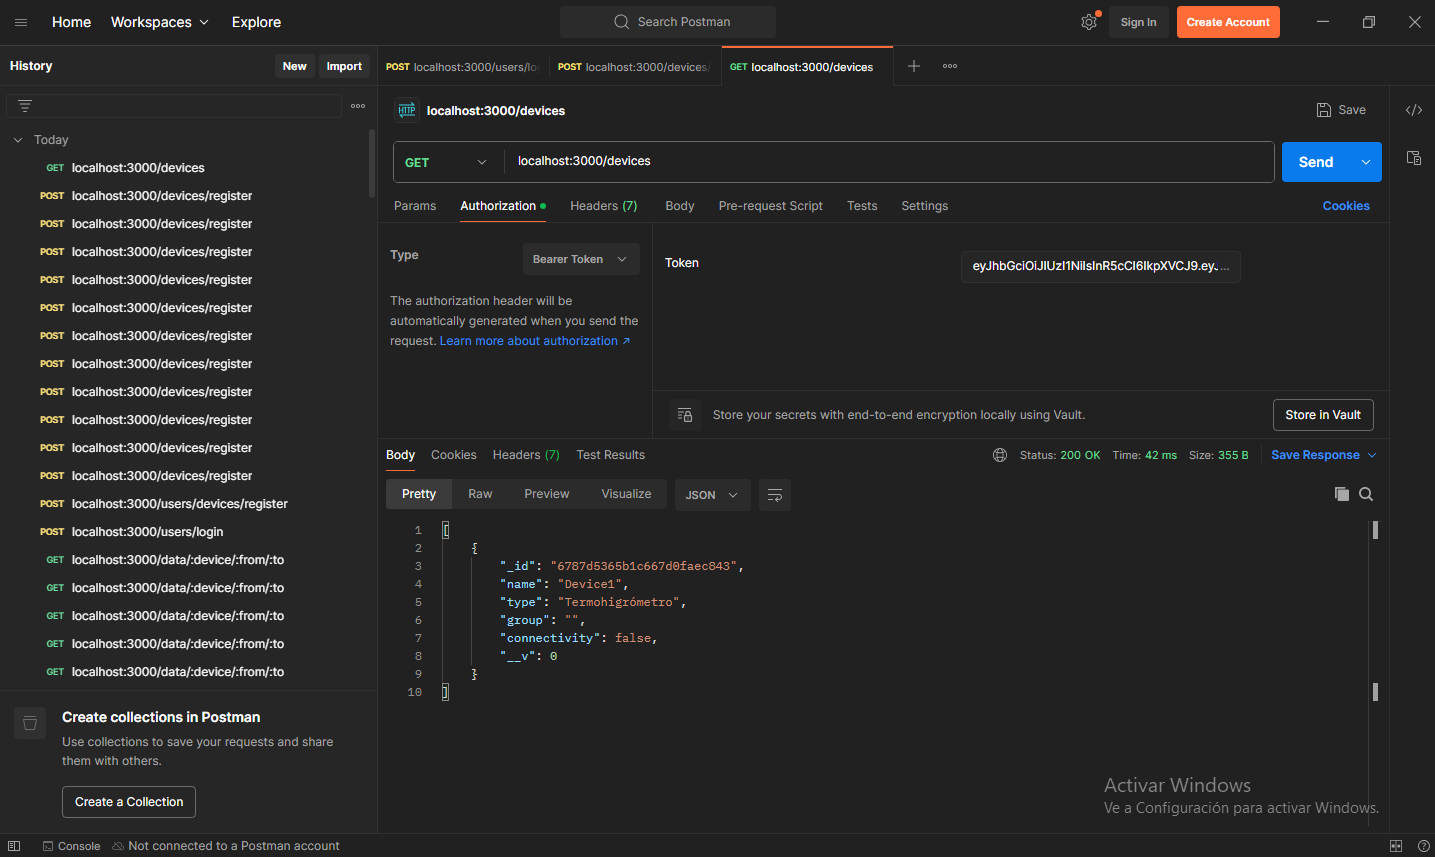 Home Workspaces Explore Search Postman Sign In Create Account
History New Import
POST localhost:3000/users/lo POST localhost:3000/devices/ GET localhost:3000/devices
HTTP localhost:3000/devices Save
Today
GET localhost:3000/devices
POST localhost:3000/devices/register
POST localhost:3000/devices/register
POST localhost:3000/devices/register
POST localhost:3000/devices/register
POST localhost:3000/devices/register
POST localhost:3000/devices/register
POST localhost:3000/devices/register
POST localhost:3000/devices/register
POST localhost:3000/devices/register
POST localhost:3000/devices/register
POST localhost:3000/devices/register
POST localhost:3000/users/devices/register
POST localhost:3000/users/login
GET localhost:3000/data/:device/:from/:to
GET localhost:3000/data/:device/:from/:to
GET localhost:3000/data/:device/:from/:to
GET localhost:3000/data/:device/:from/:to
GET localhost:3000/data/:device/:from/:to
Create collections in Postman
Use collections to save your requests and share
them with others.
Create a Collection
GET localhost:3000/devices Send
Params Authorization Headers (7) Body Pre-request Script Tests Settings Cookies
Type Bearer Token
The authorization header will be
automatically generated when you send the
request. Learn more about authorization ↗
Token eyJhbGciOiJIUzI1NiIsInR5cCI6IkpXVCJ9.ey. ...
Store your secrets with end-to-end encryption locally using Vault. Store in Vault
Body Cookies Headers (7) Test Results Status: 200 OK Time: 42 ms Size: 355 B Save Response
Pretty Raw Preview Visualize JSON
1 [
2 {
3 "_id": "6787d5365b1c667d0faec843",
4 "name": "Device1",
5 "type": "Termohigrómetro",
6 "group": "",
7 "connectivity": false,
8 "__v": 0
9 }
10 ]
Activar Windows
Ve a Configuración para activar Windows.
Console Not connected to a Postman account